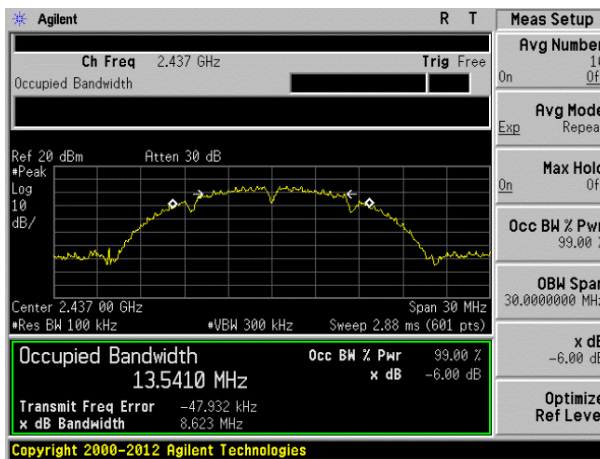 Agilent R T Meas Setup
Ch Freq 2.437 GHz Trig Free
Occupied Bandwidth
Avg Number
On
Avg Mode
Exp
Ref 20 dBm Atten 30 dB
#Peak
Log
10
dB/
Max Hold
On
Occ BW % Pwr
99.00 %
OBW Span
30.0000000 MHz
Center 2.437 00 GHz Span 30 MHz
#Res BW 100 kHz #VBW 300 kHz Sweep 2.88 ms (601 pts)
x dB
-6.00 dB
Occupied Bandwidth Occ BW % Pwr 99.00 %
13.5410 MHz x dB -6.00 dB
Transmit Freq Error -47.932 kHz
x dB Bandwidth 8.623 MHz
Optimize
Ref Level
Copyright 2000-2012 Agilent Technologies